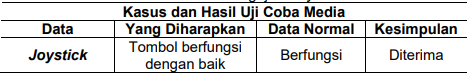 Kasus dan Hasil Uji Coba Media
Data Yang Diharapkan Data Normal Kesimpulan
Joystick Tombol berfungsi dengan baik Berfungsi Diterima